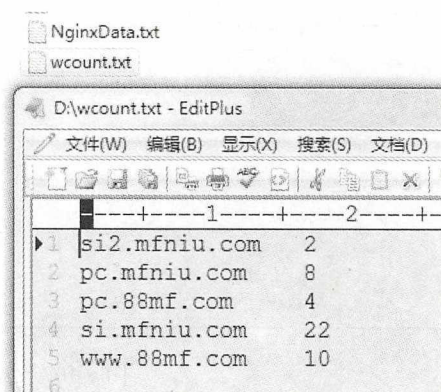 NginxData.txt
wcount.txt
D:\wcount.txt - EditPlus
文件(W) 编辑(B) 显示(X) 搜索(S) 文档(D)
----+----1----+----2----+-
1 si2.mfniu.com 2
2 pc.mfniu.com 8
3 pc.88mf.com 4
4 si.mfniu.com 22
5 www.88mf.com 10
6